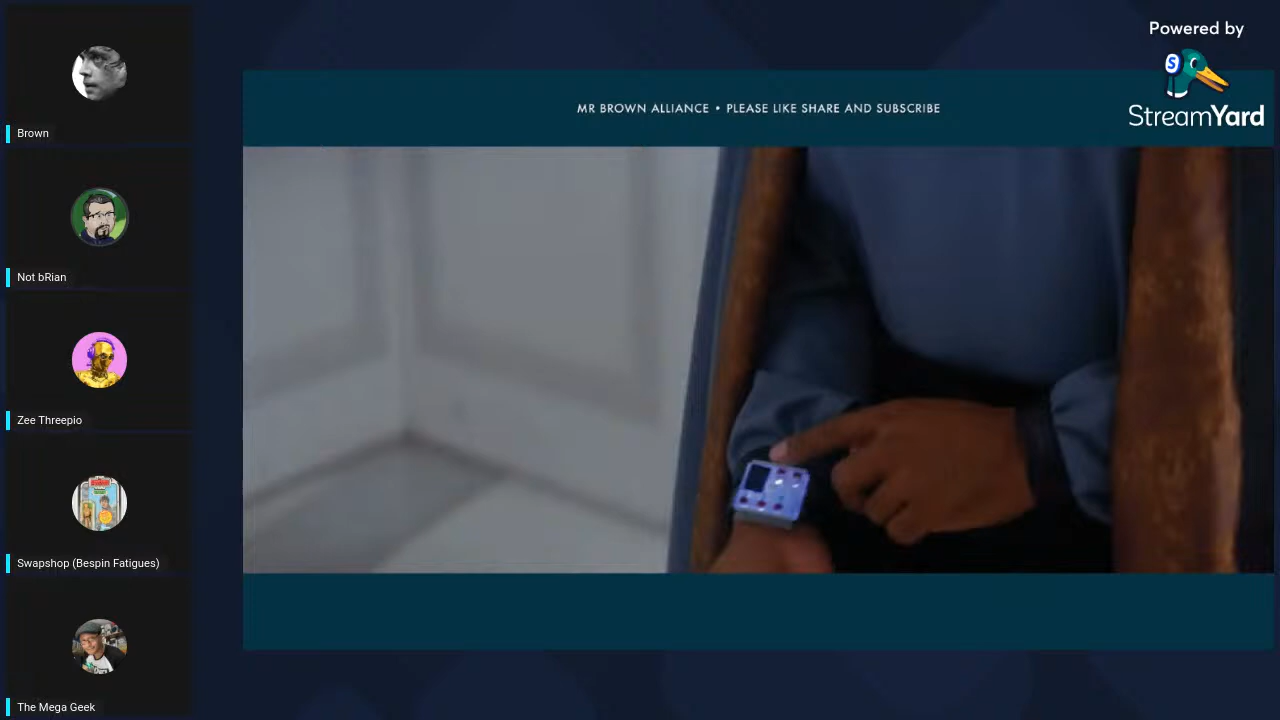 Powered by
S
StreamYard
MR BROWN ALLIANCE • PLEASE LIKE SHARE AND SUBSCRIBE
Brown
Not bRian
Zee Threepio
Swapshop (Bespin Fatigues)
The Mega Geek